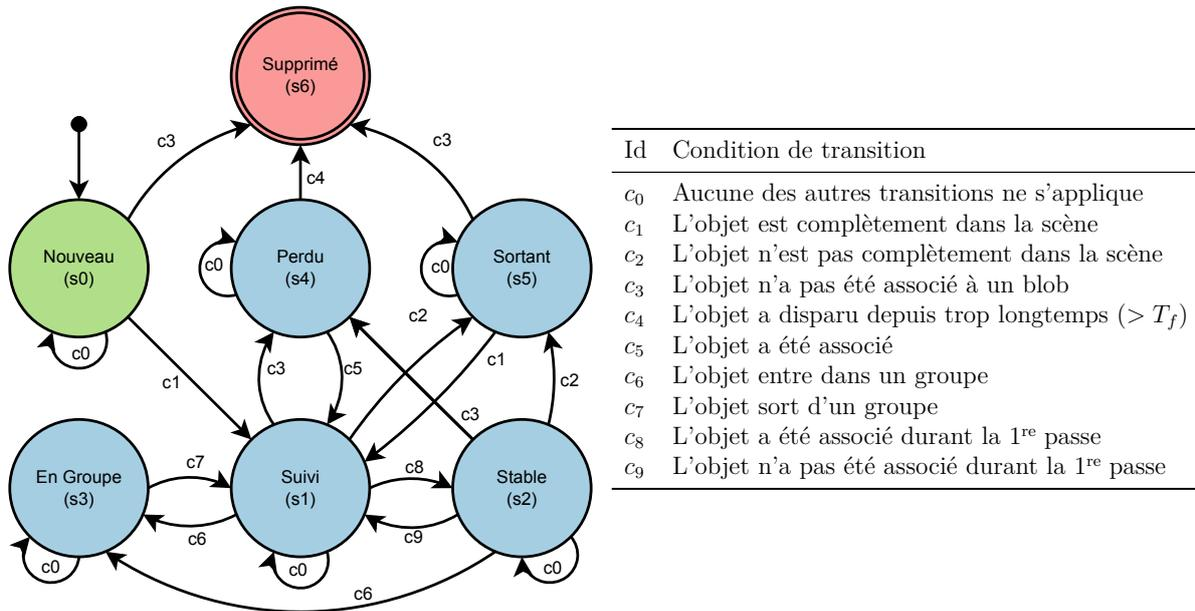 Supprimé
(s6)
c3
c3
c4
Nouveau
(s0)
c0
Perdu
(s4)
c0
Sortant
(s5)
c0
c2
c1
c3
c5
c1
c2
c3
En Groupe
(s3)
c0
c7
c6
Suivi
(s1)
c0
c8
c9
Stable
(s2)
c0
c6
Id Condition de transition
c₀ Aucune des autres transitions ne s'applique
c₁ L'objet est complètement dans la scène
c₂ L'objet n'est pas complètement dans la scène
c₃ L'objet n'a pas été associé à un blob
c₄ L'objet a disparu depuis trop longtemps (> T_f)
c₅ L'objet a été associé
c₆ L'objet entre dans un groupe
c₇ L'objet sort d'un groupe
c₈ L'objet a été associé durant la 1ʳᵉ passe
c₉ L'objet n'a pas été associé durant la 1ʳᵉ passe